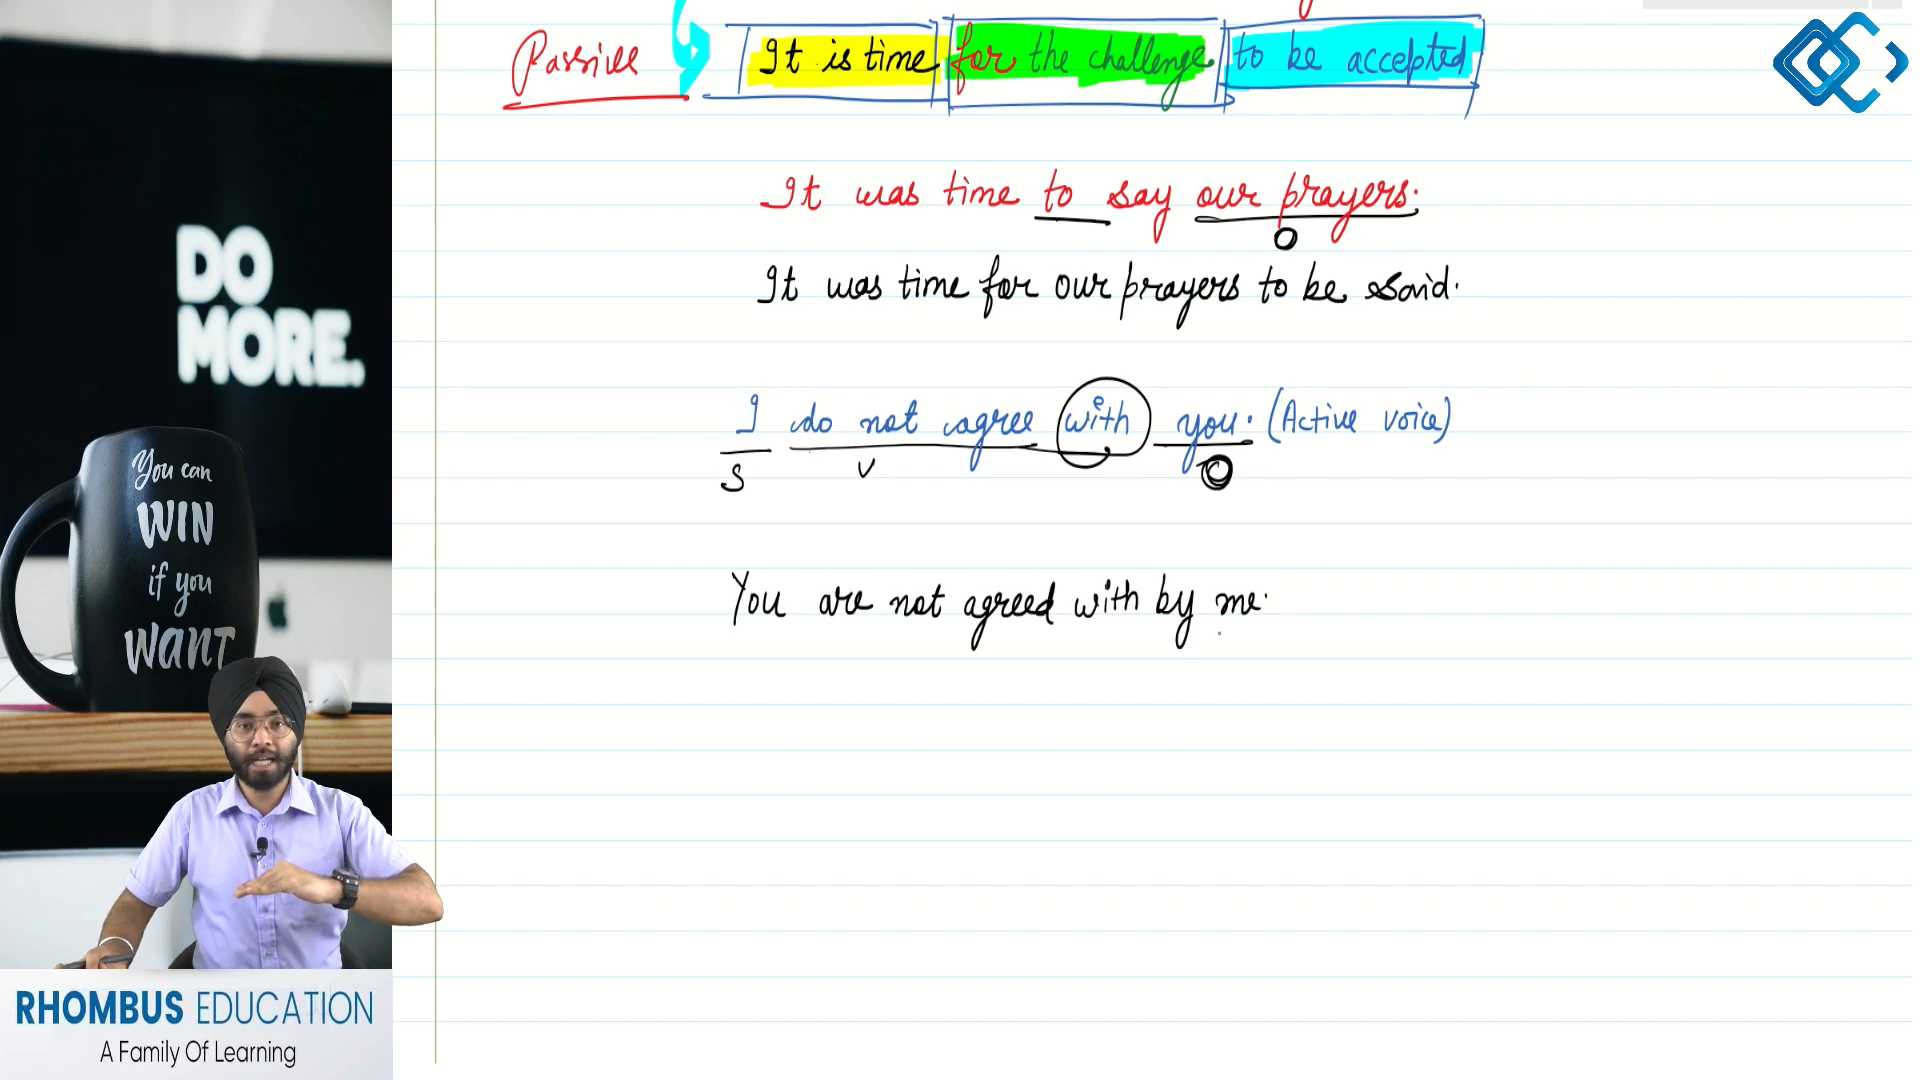 Passive It is time for the challenge to be accepted
It was time to say our prayers.
O
It was time for our prayers to be said.
I do not agree with you. (Active voice)
S V O
You are not agreed with by me.
DO
MORE.
You can
WIN
if you
WANT
RHOMBUS EDUCATION
A Family Of Learning